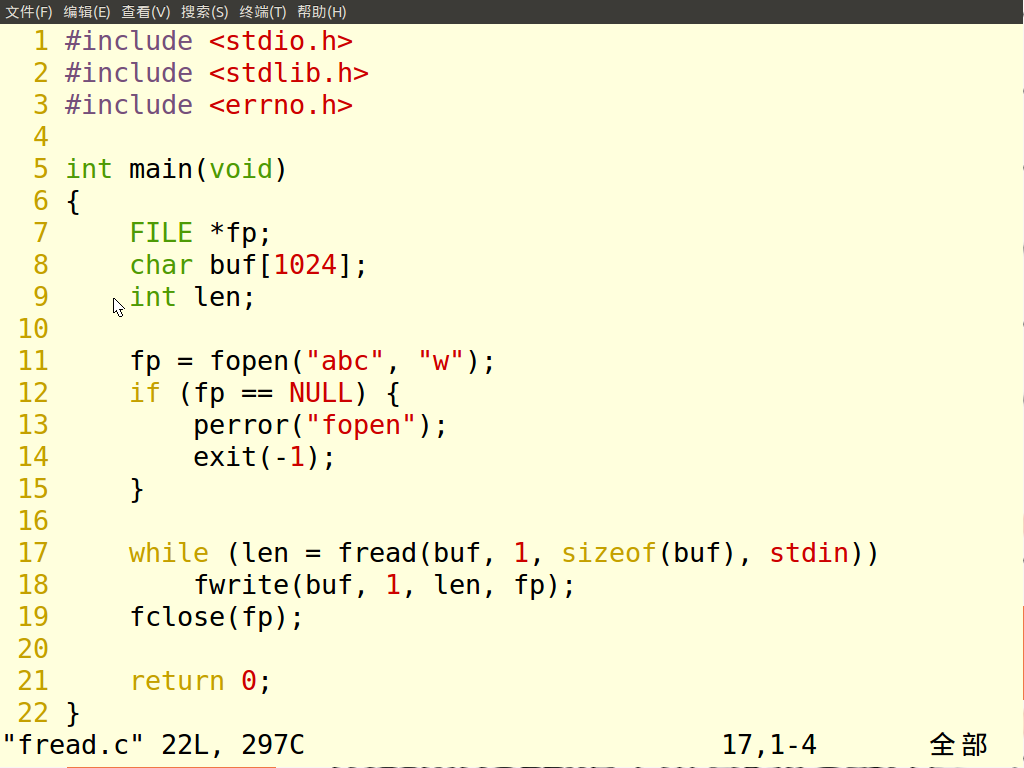 文件(F) 编辑(E) 查看(V) 搜索(S) 终端(T) 帮助(H)
1 #include <stdio.h>
2 #include <stdlib.h>
3 #include <errno.h>
4
5 int main(void)
6 {
7     FILE *fp;
8     char buf[1024];
9     int len;
10
11     fp = fopen("abc", "w");
12     if (fp == NULL) {
13         perror("fopen");
14         exit(-1);
15     }
16
17     while (len = fread(buf, 1, sizeof(buf), stdin))
18         fwrite(buf, 1, len, fp);
19     fclose(fp);
20
21     return 0;
22 }
"fread.c" 22L, 297C 17,1-4 全部